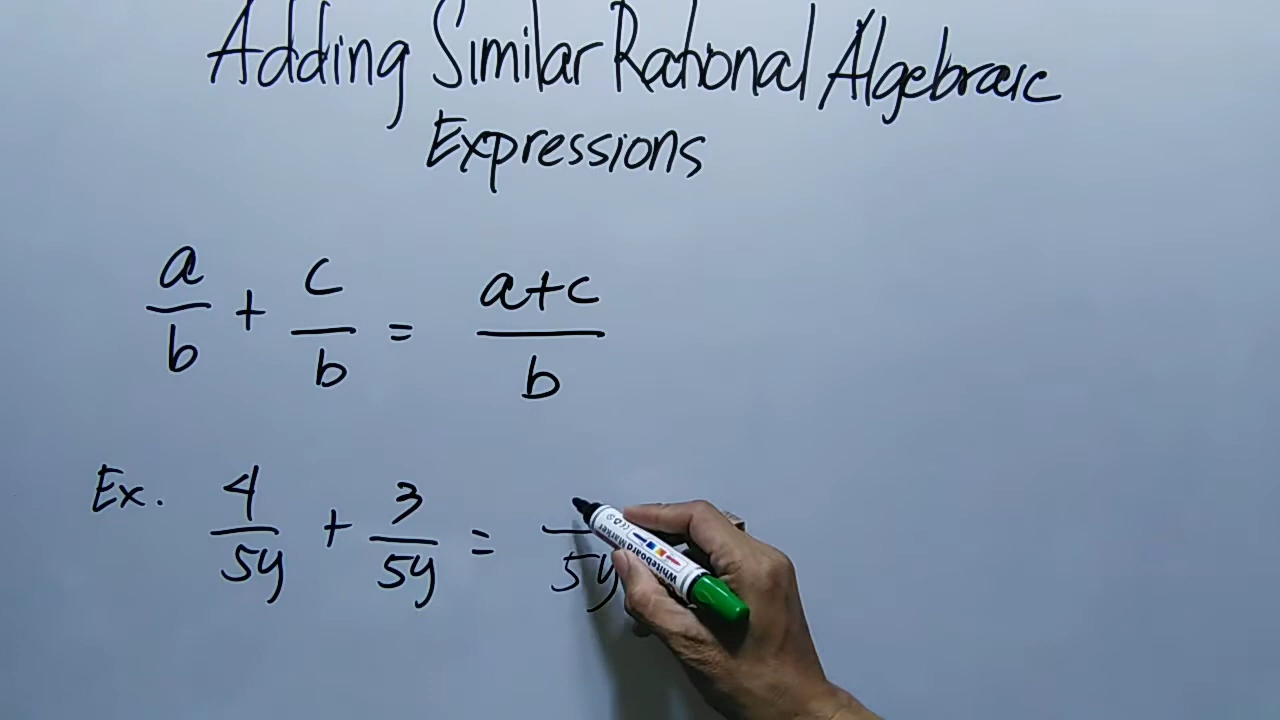 Adding Similar Rational Algebraic
Expressions
a/b + c/b = a+c/b
Ex. 4/5y + 3/5y = /5y
Whiteboard Marker